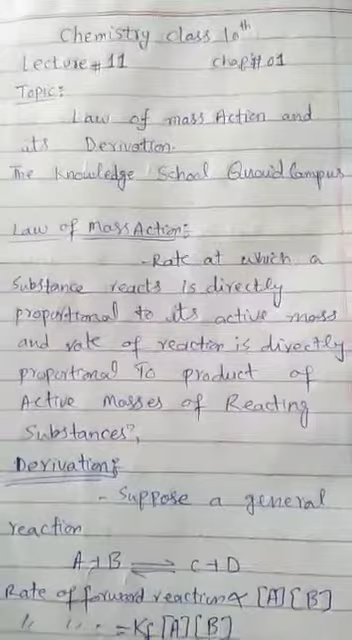 Chemistry class 10th
Lecture # 11 Chap # 01
Topic:
Law of mass Action and
its Derivation.
The Knowledge School Quaid Campus
Law of Mass Action:
-Rate at which a
Substance reacts is directly
proportional to its active mass
and rate of reaction is directly
proportional To product of
Active Masses of Reacting
Substances",
Derivation:
- Suppose a general
reaction
A+B ⇌ C+D
Rate of forward reaction ∝ [A][B]
" " " = Kf [A][B]